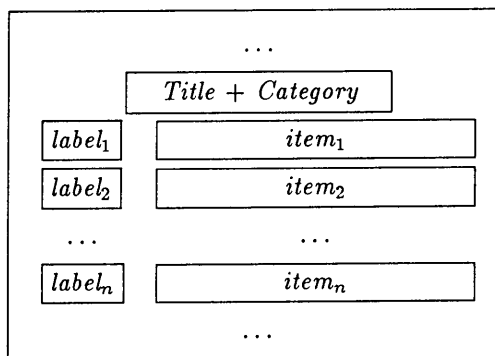 ...
Title + Category
label₁ item₁
label₂ item₂
... ...
labelₙ itemₙ
...